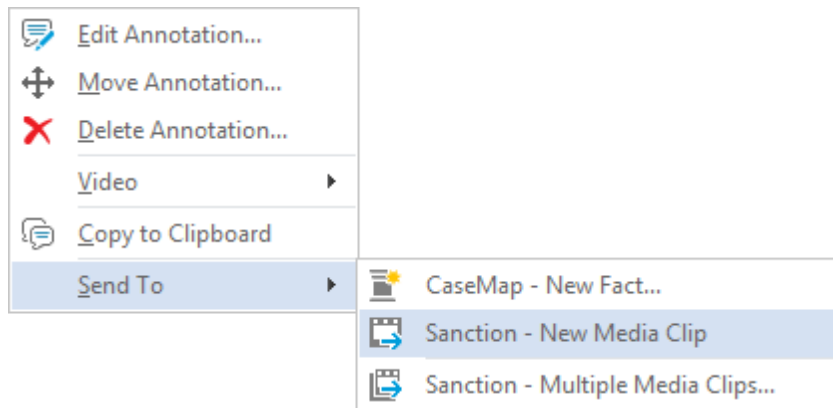 Edit Annotation...
Move Annotation...
Delete Annotation...
Video
Copy to Clipboard
Send To
CaseMap - New Fact...
Sanction - New Media Clip
Sanction - Multiple Media Clips...